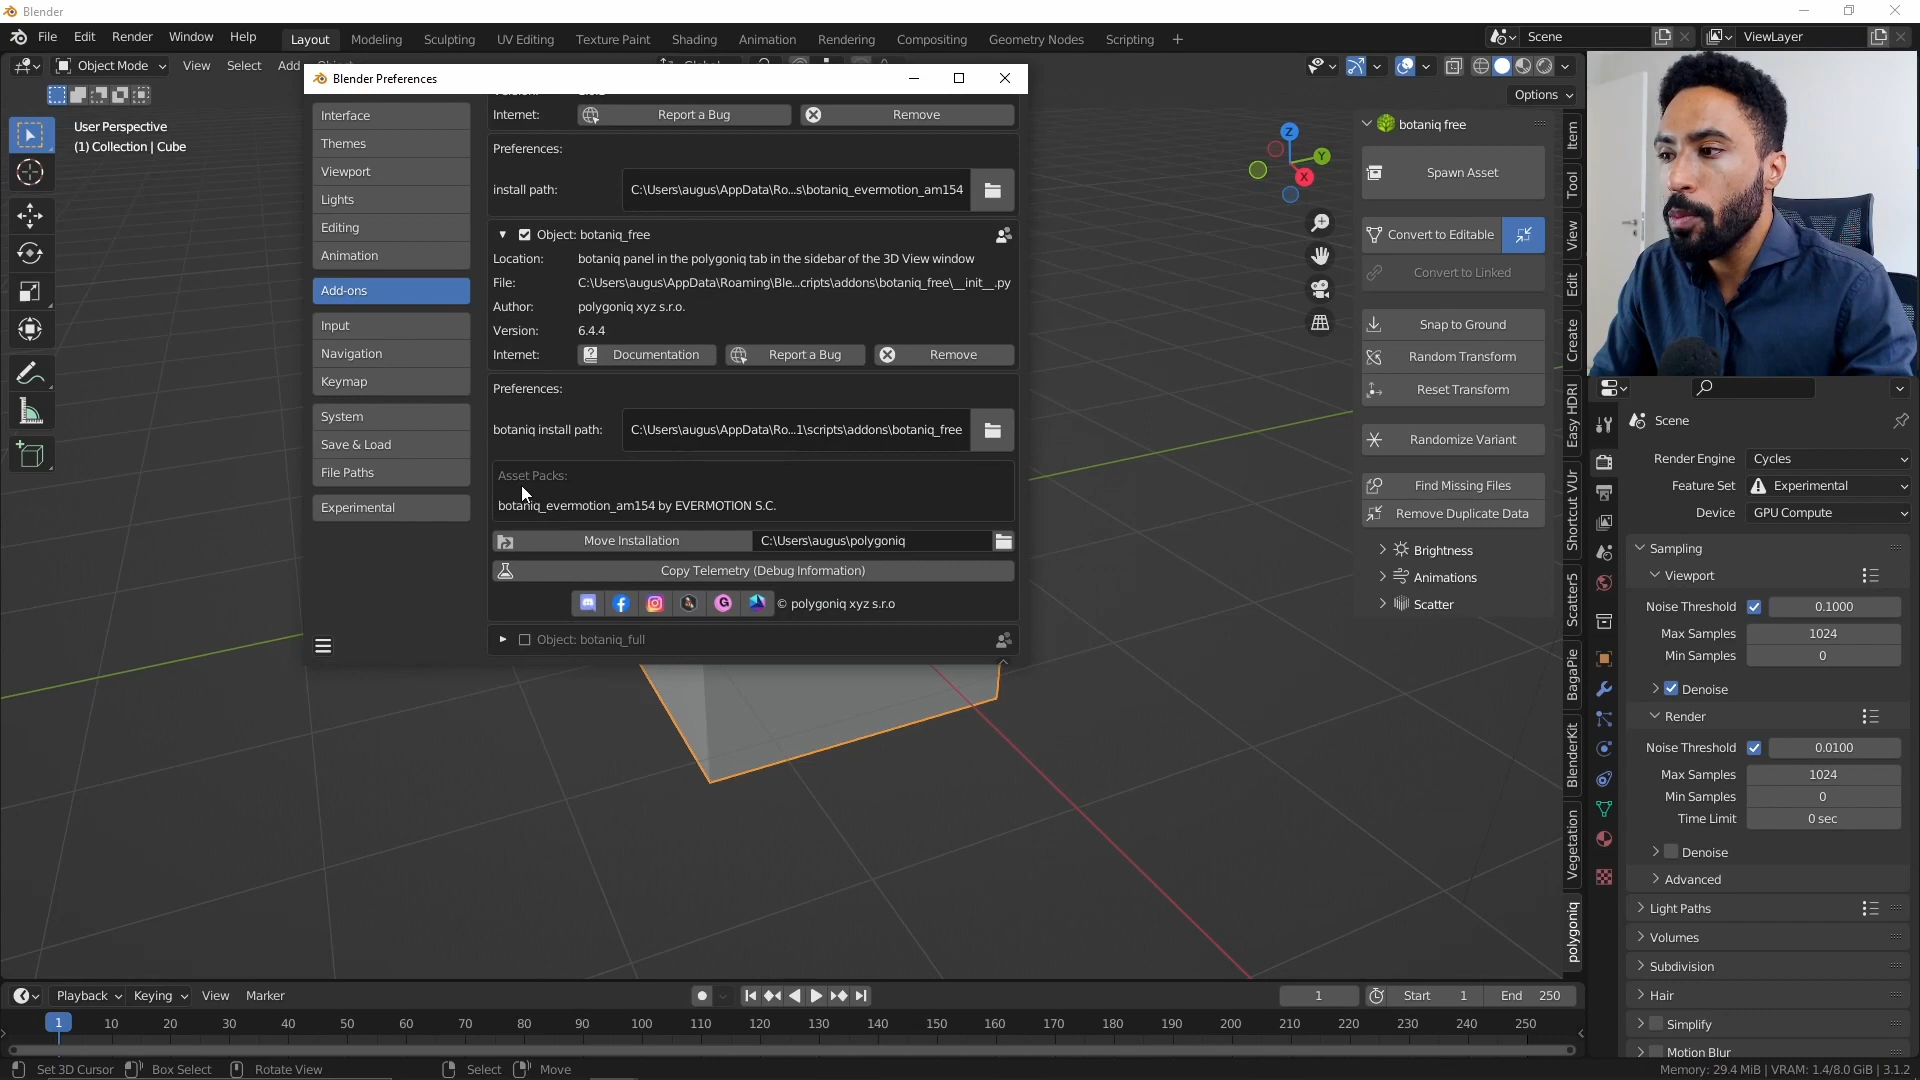 Blender
File Edit Render Window Help Layout Modeling Sculpting UV Editing Texture Paint Shading Animation Rendering Compositing Geometry Nodes Scripting + Scene ViewLayer
Object Mode View Select Add Object
Options
User Perspective
(1) Collection | Cube
Blender Preferences
Interface
Themes
Viewport
Lights
Editing
Animation
Add-ons
Input
Navigation
Keymap
System
Save & Load
File Paths
Experimental
Internet: Report a Bug Remove
Preferences:
install path: C:\Users\augus\AppData\Ro...s\botaniq_evermotion_am154
Object: botaniq_free
Location: botaniq panel in the polygoniq tab in the sidebar of the 3D View window
File: C:\Users\augus\AppData\Roaming\Ble...cripts\addons\botaniq_free\__init__.py
Author: polygoniq xyz s.r.o.
Version: 6.4.4
Internet: Documentation Report a Bug Remove
Preferences:
botaniq install path: C:\Users\augus\AppData\Ro...1\scripts\addons\botaniq_free
Asset Packs:
botaniq_evermotion_am154 by EVERMOTION S.C.
Move Installation C:\Users\augus\polygoniq
Copy Telemetry (Debug Information)
© polygoniq xyz s.r.o
Object: botaniq_full
Z
Y
X
botaniq free
Spawn Asset
Convert to Editable
Convert to Linked
Snap to Ground
Random Transform
Reset Transform
Randomize Variant
Find Missing Files
Remove Duplicate Data
Brightness
Animations
Scatter
Item
Tool
View
Edit
Create
Easy HDRI
Shortcut VUr
Scatter5
BagaPie
BlenderKit
Vegetation
polygoniq
Scene
Render Engine Cycles
Feature Set Experimental
Device GPU Compute
Sampling
Viewport
Noise Threshold 0.1000
Max Samples 1024
Min Samples 0
Denoise
Render
Noise Threshold 0.0100
Max Samples 1024
Min Samples 0
Time Limit 0 sec
Denoise
Advanced
Light Paths
Volumes
Subdivision
Hair
Simplify
Motion Blur
Playback Keying View Marker 1 Start 1 End 250
1 10 20 30 40 50 60 70 80 90 100 110 120 130 140 150 160 170 180 190 200 210 220 230 240 250
Set 3D Cursor Box Select Rotate View Select Move Memory: 29.4 MiB | VRAM: 1.4/8.0 GiB | 3.1.2